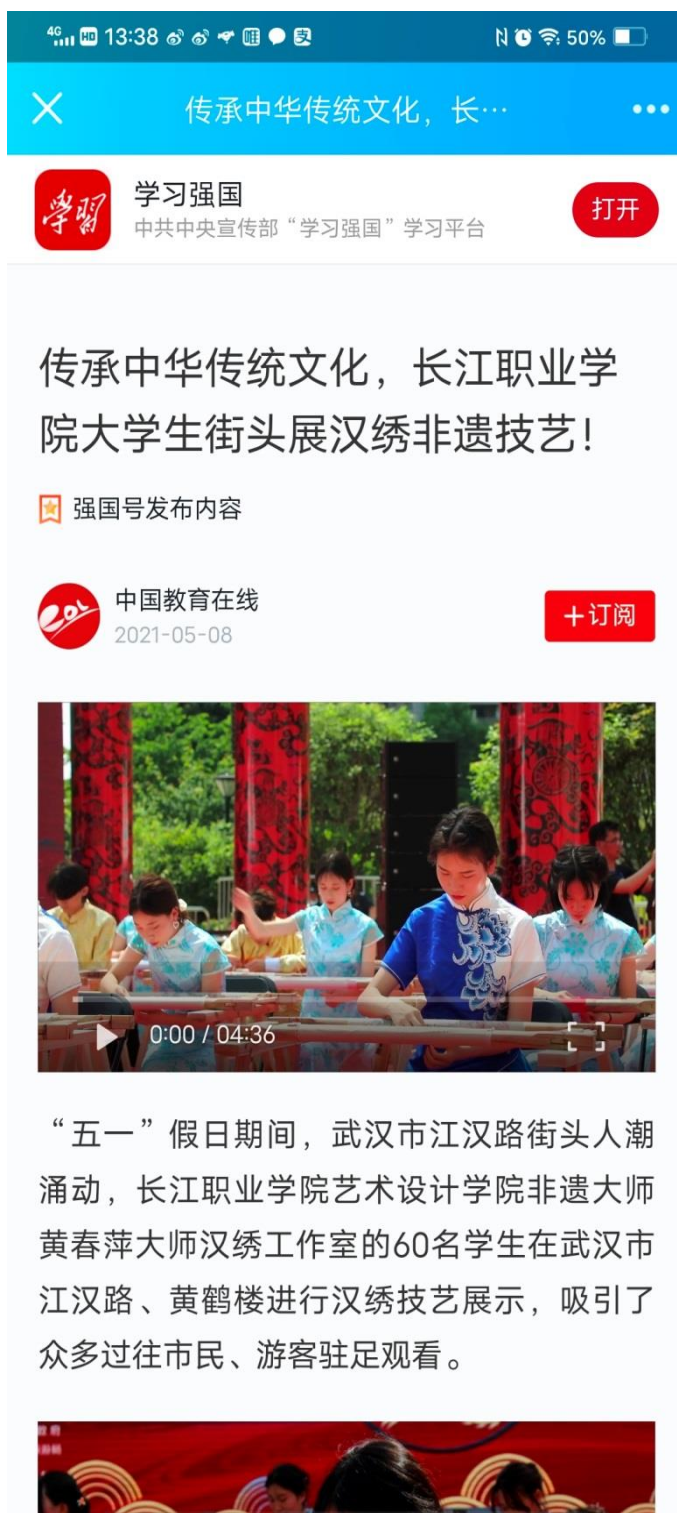 4G HD 13:38 50%
传承中华传统文化，长…
学习强国
中共中央宣传部“学习强国”学习平台
打开
传承中华传统文化，长江职业学
院大学生街头展汉绣非遗技艺！
强国号发布内容
中国教育在线
2021-05-08
＋订阅
0:00 / 04:36
“五一”假日期间，武汉市江汉路街头人潮
涌动，长江职业学院艺术设计学院非遗大师
黄春萍大师汉绣工作室的60名学生在武汉市
江汉路、黄鹤楼进行汉绣技艺展示，吸引了
众多过往市民、游客驻足观看。